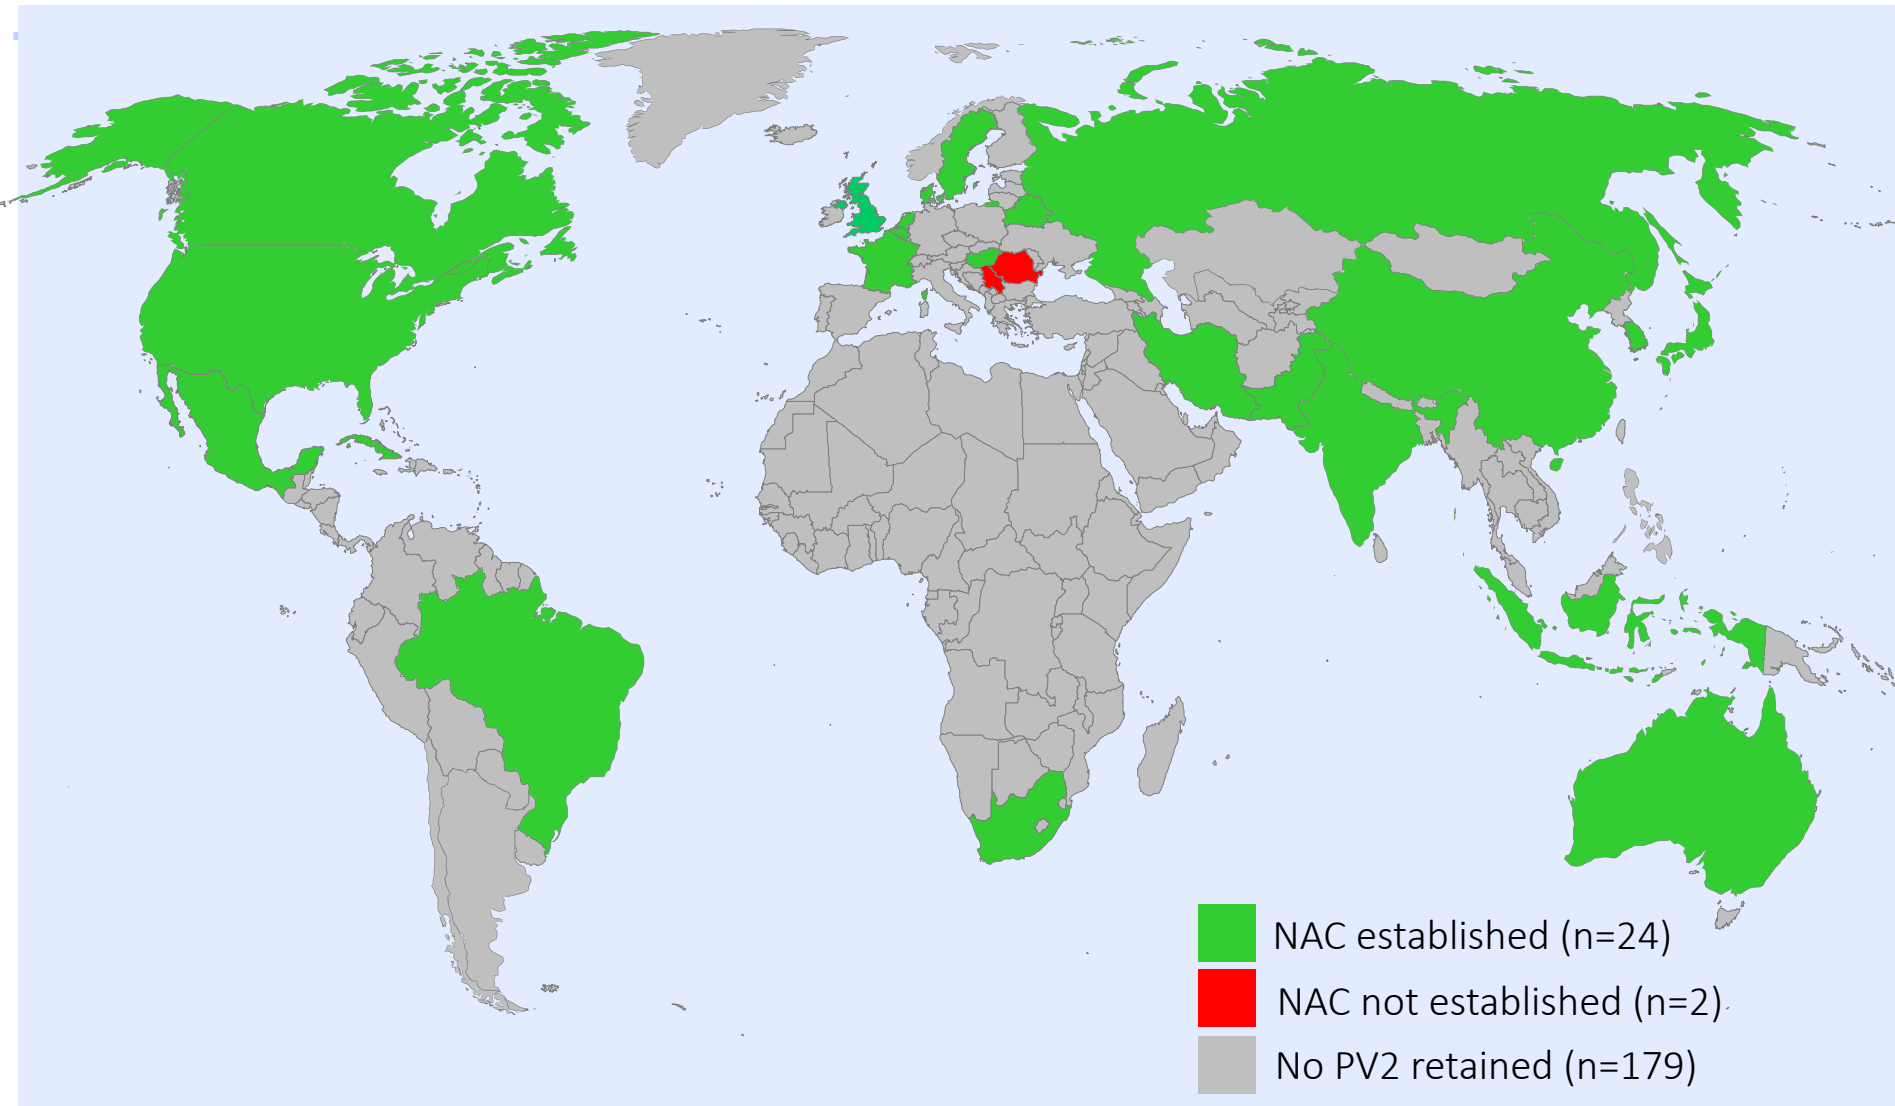 NAC established (n=24)
NAC not established (n=2)
No PV2 retained (n=179)